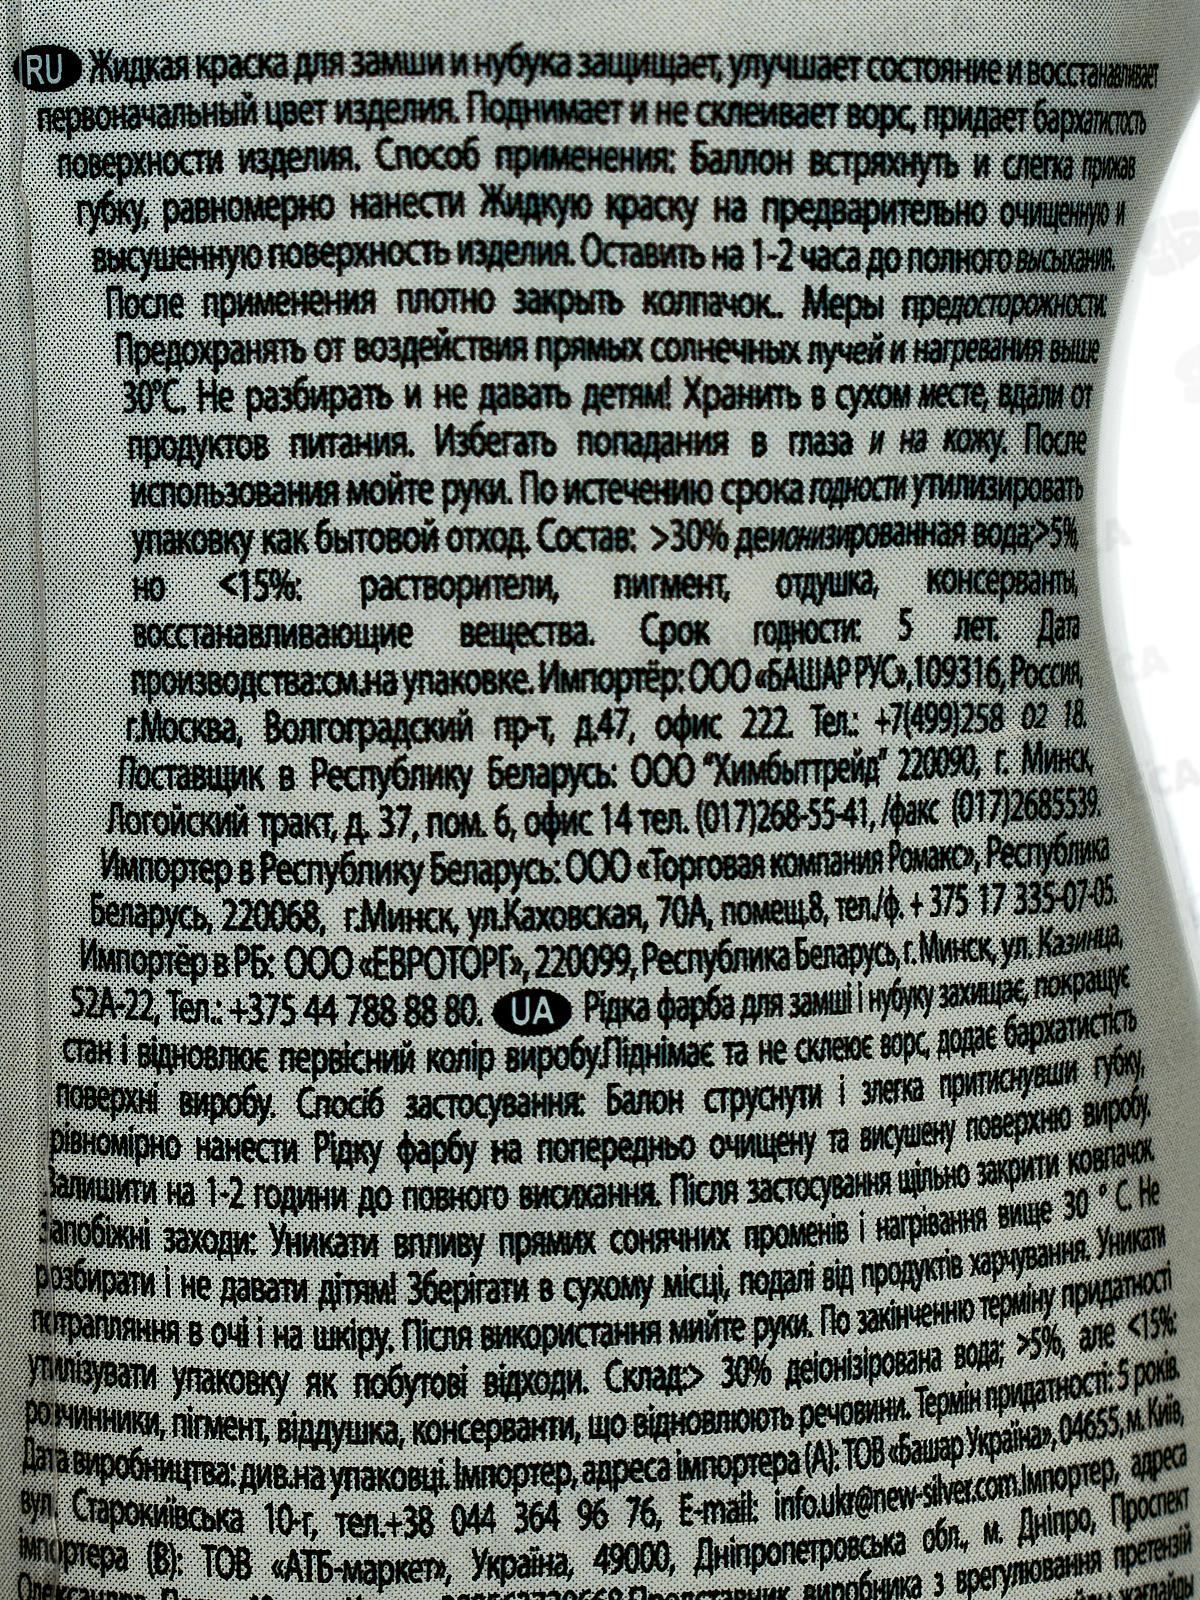 RU Жидкая краска для замши и нубука защищает, улучшает состояние и восстанавливает
первоначальный цвет изделия. Поднимает и не склеивает ворс, придает бархатистость
поверхности изделия. Способ применения: Баллон встряхнуть и слегка прижав
губку, равномерно нанести Жидкую краску на предварительно очищенную и
высушенную поверхность изделия. Оставить на 1-2 часа до полного высыхания.
После применения плотно закрыть колпачок.. Меры предосторожности:
Предохранять от воздействия прямых солнечных лучей и нагревания выше
30°C. Не разбирать и не давать детям! Хранить в сухом месте, вдали от
продуктов питания. Избегать попадания в глаза и на кожу. После
использования мойте руки. По истечению срока годности утилизировать
упаковку как бытовой отход. Состав: >30% деионизированная вода;>5%,
но <15%: растворители, пигмент, отдушка, консерванты,
восстанавливающие вещества. Срок годности: 5 лет. Дата
производства:см.на упаковке. Импортёр: ООО «БАШАР РУС»,109316, Россия,
г.Москва, Волгоградский пр-т, д.47, офис 222. Тел.: +7(499)258 02 18.
Поставщик в Республику Беларусь: ООО "Химбыттрейд" 220090, г. Минск,
Логойский тракт, д. 37, пом. 6, офис 14 тел. (017)268-55-41, /факс (017)2685539.
Импортер в Республику Беларусь: ООО «Торговая компания Ромакс», Республика
Беларусь, 220068, г.Минск, ул.Каховская, 70А, помещ.8, тел./ф. + 375 17 335-07-05.
Импортёр в РБ: ООО «ЕВРОТОРГ», 220099, Республика Беларусь, г. Минск, ул. Казинца,
52А-22, Тел.: +375 44 788 88 80. UA Рідка фарба для замші і нубуку захищає, покращує
стан і відновлює первісний колір виробу.Піднімає та не склеює ворс, додає бархатистість
поверхні виробу. Спосіб застосування: Балон струснути і злегка притиснувши губку,
рівномірно нанести Рідку фарбу на попередньо очищену та висушену поверхню виробу.
Залишити на 1-2 години до повного висихання. Після застосування щільно закрити ковпачок.
Запобіжні заходи: Уникати впливу прямих сонячних променів і нагрівання вище 30 ° С. Не
розбирати і не давати дітям! Зберігати в сухому місці, подалі від продуктів харчування. Уникати
потрапляння в очі і на шкіру. Після використання мийте руки. По закінченню терміну придатності
утилізувати упаковку як побутові відходи. Склад:> 30% деіонізірована вода; >5%, але <15%:
розчинники, пігмент, віддушка, консерванти, що відновлюють речовини. Термін придатності: 5 років.
Дата виробництва: див.на упаковці. Імпортер, адреса імпортера (А): ТОВ «Башар Україна», 04655, м. Київ,
вул. Старокиївська 10-г, тел.+38 044 364 96 76, E-mail: info.ukr@new-silver.com.Імпортер, адреса
імпортера (В): ТОВ «АТБ-маркет», Україна, 49000, Дніпропетровська обл., м. Дніпро, Проспект
виробника з врегулювання претензій